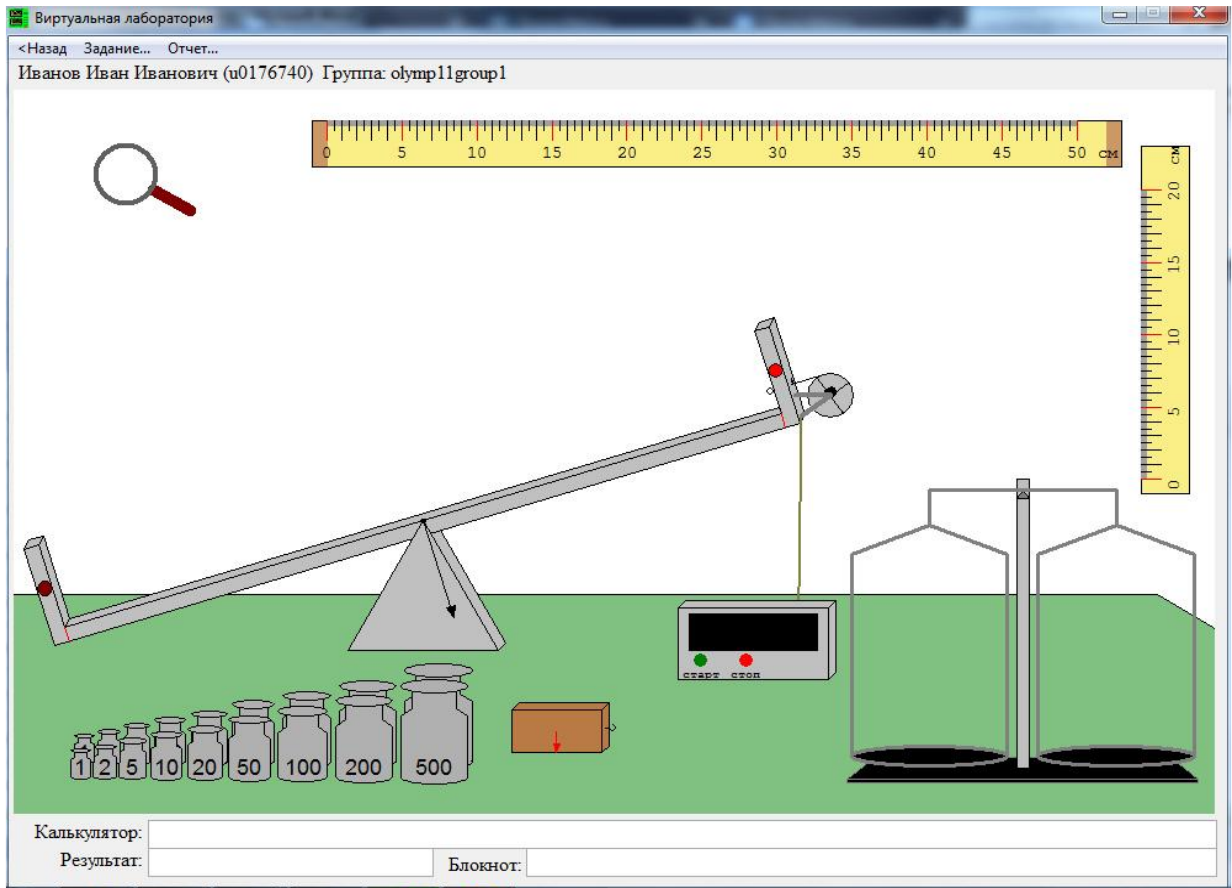 Виртуальная лаборатория
<Назад Задание... Отчет...
Иванов Иван Иванович (u0176740) Группа: olymp11group1
0 5 10 15 20 25 30 35 40 45 50 см
0 5 10 15 20 см
старт стоп
1 2 5 10 20 50 100 200 500
Калькулятор:
Результат: Блокнот: